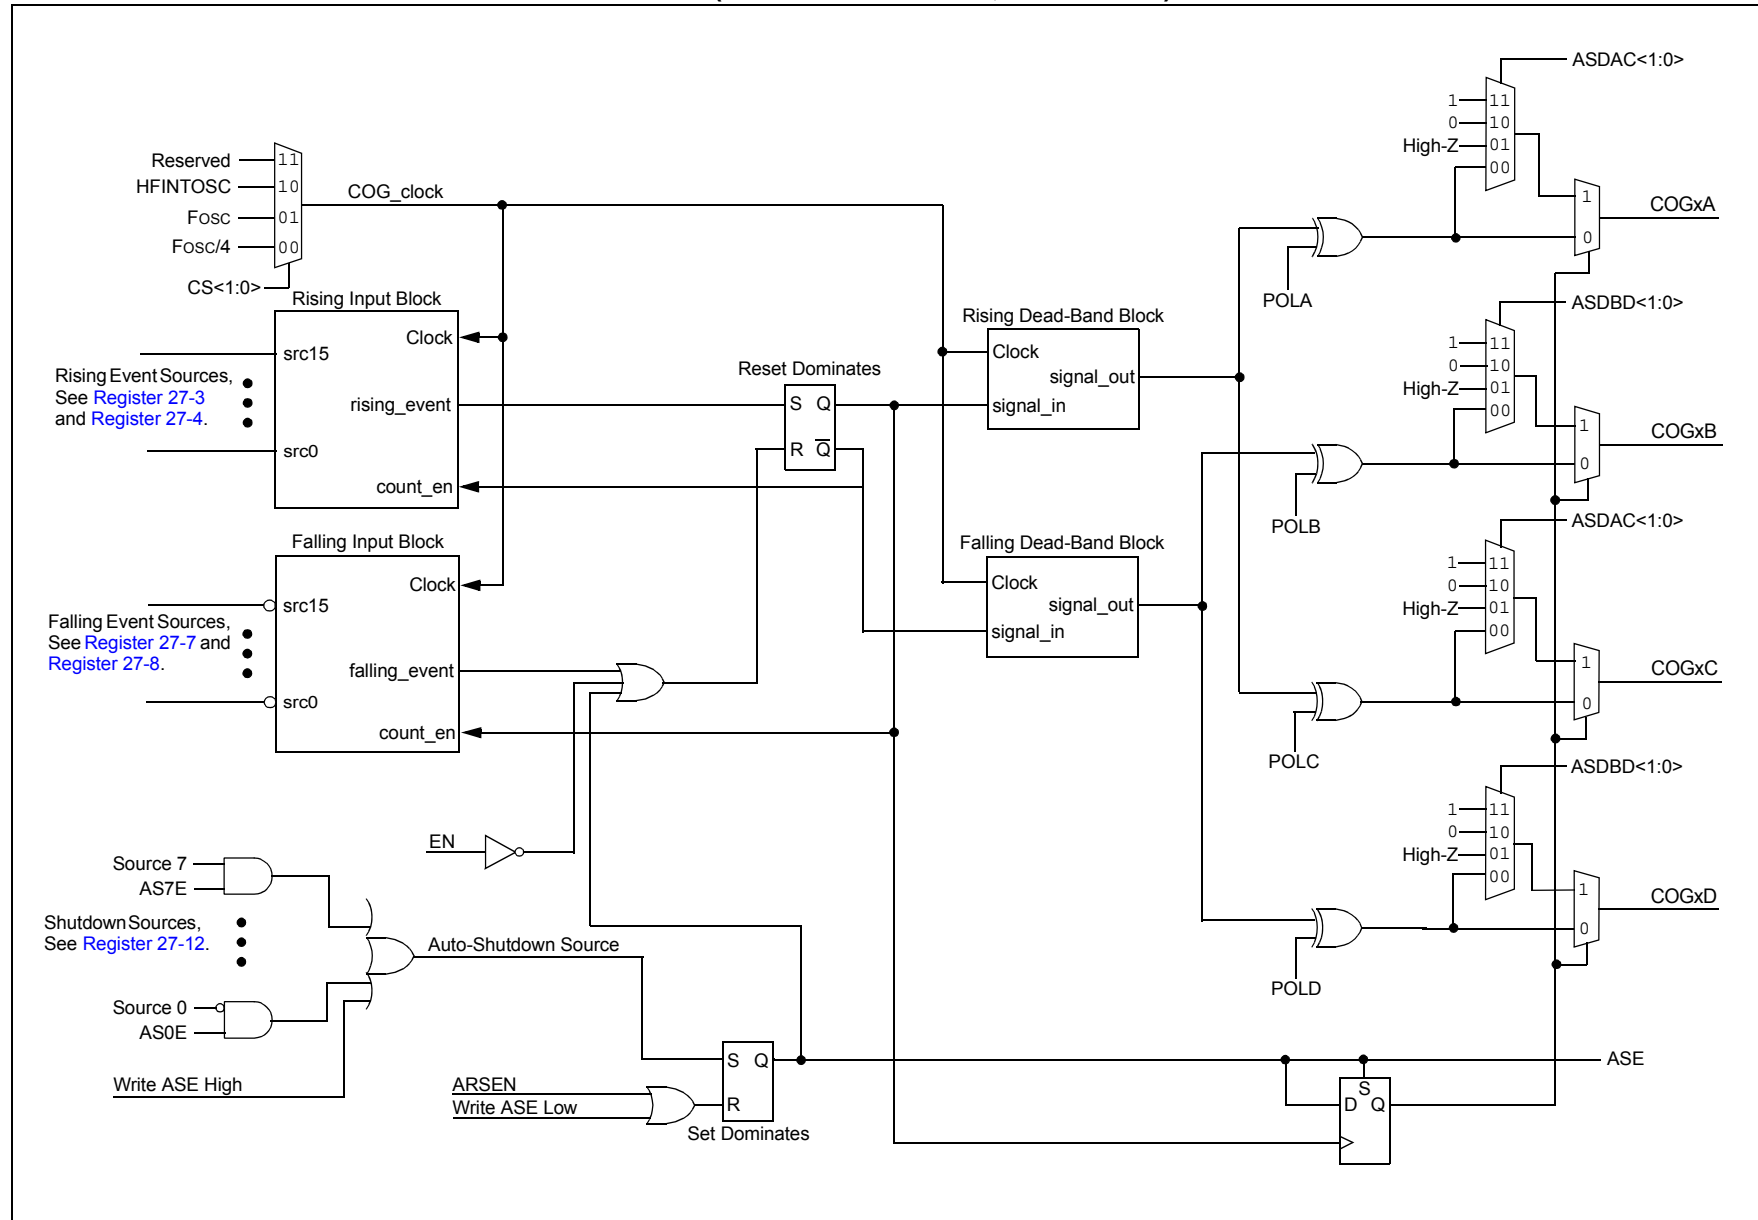 ASDAC<1:0>
1 11
0 10
High-Z 01
00
1
0
COGxA
POLA
Reserved 11
HFINTOSC 10
FOSC 01
FOSC/4 00
CS<1:0>
COG_clock
Rising Input Block
Clock
src15
Rising Event Sources,
See Register 27-3
and Register 27-4.
rising_event
src0
count_en
Reset Dominates
S Q
R Q
Rising Dead-Band Block
Clock
signal_out
signal_in
ASDBD<1:0>
1 11
0 10
High-Z 01
00
1
0
COGxB
POLB
Falling Input Block
Clock
src15
Falling Event Sources,
See Register 27-7 and
Register 27-8.
falling_event
src0
count_en
Falling Dead-Band Block
Clock
signal_out
signal_in
ASDAC<1:0>
1 11
0 10
High-Z 01
00
1
0
COGxC
POLC
EN
ASDBD<1:0>
1 11
0 10
High-Z 01
00
1
0
COGxD
POLD
Source 7
AS7E
Shutdown Sources,
See Register 27-12.
Source 0
AS0E
Write ASE High
Auto-Shutdown Source
ARSEN
Write ASE Low
S Q
R
Set Dominates
S
D Q
ASE